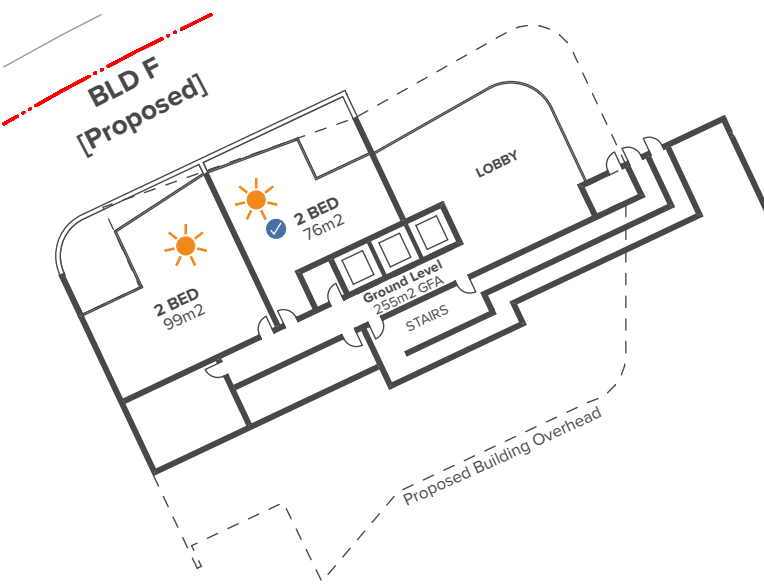 BLD F
[Proposed]
LOBBY
2 BED
76m2
2 BED
99m2
Ground Level
255m2 GFA
STAIRS
Proposed Building Overhead